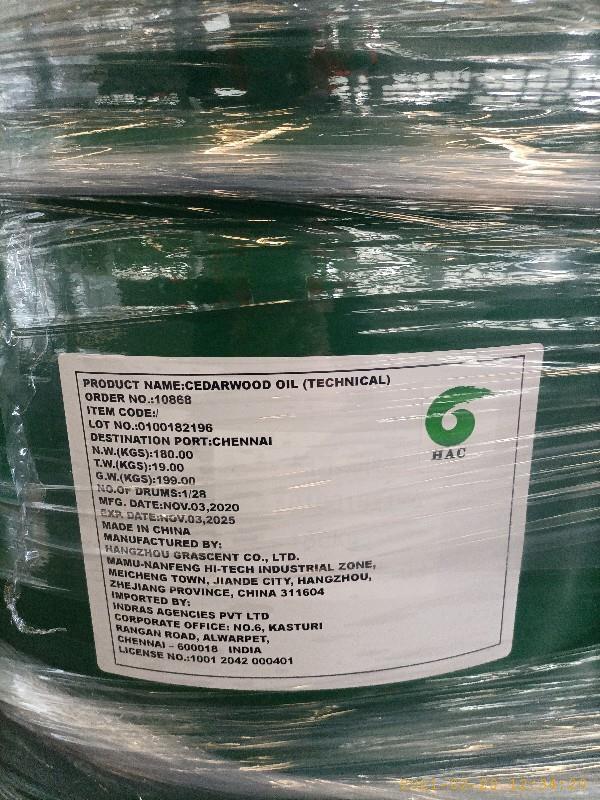 PRODUCT NAME:CEDARWOOD OIL (TECHNICAL)
ORDER NO.:10868
ITEM CODE:/
LOT NO.:0100182196
DESTINATION PORT:CHENNAI
N.W.(KGS):180.00
T.W.(KGS):19.00
G.W.(KGS):199.00
NO.OF DRUMS:1/28
MFG. DATE:NOV.03,2020
EXP. DATE:NOV.03,2025
MADE IN CHINA
MANUFACTURED BY:
HANGZHOU GRASCENT CO., LTD.
MAMU-NANFENG HI-TECH INDUSTRIAL ZONE,
MEICHENG TOWN, JIANDE CITY, HANGZHOU,
ZHEJIANG PROVINCE, CHINA 311604
IMPORTED BY:
INDRAS AGENCIES PVT LTD
CORPORATE OFFICE: NO.6, KASTURI
RANGAN ROAD, ALWARPET,
CHENNAI – 600018 INDIA
LICENSE NO.:1001 2042 000401
HAC